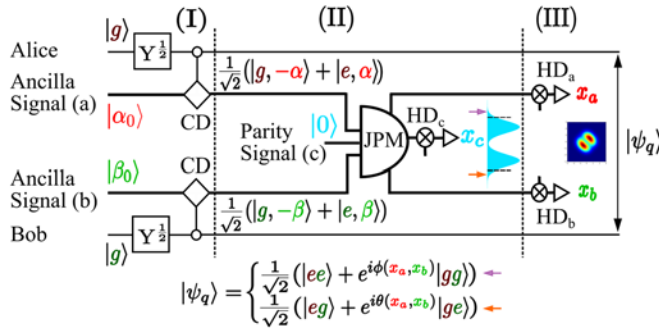 (I) (II) (III)
|g⟩
Alice Y^{1/2}
Ancilla Signal (a)
|α₀⟩
CD
1/√2(|g, -α⟩ + |e, α⟩)
HD_a
x_a
Parity Signal (c)
|0⟩
JPM
HD_c
x_c
|ψ_q⟩
CD
|β₀⟩
Ancilla Signal (b)
1/√2(|g, -β⟩ + |e, β⟩)
x_b
HD_b
Bob Y^{1/2}
|g⟩
|ψ_q⟩ = { 1/√2(|ee⟩ + e^{iϕ(x_a,x_b)}|gg⟩)
1/√2(|eg⟩ + e^{iθ(x_a,x_b)}|ge⟩)